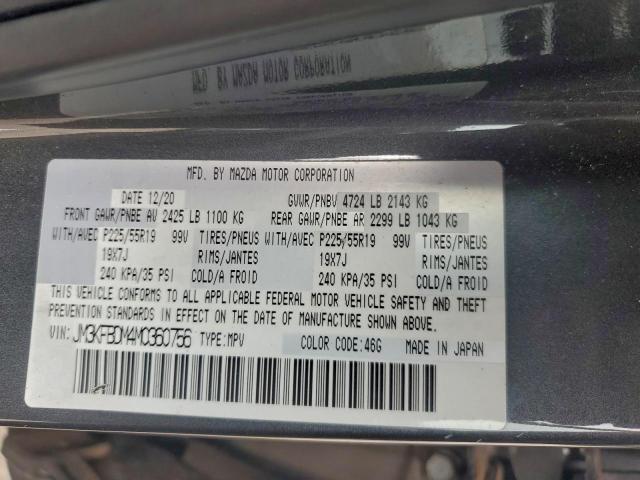 MFD. BY MAZDA MOTOR CORPORATION
MFD. BY MAZDA MOTOR CORPORATION
DATE 12/20 GVWR/PNBV 4724 LB 2143 KG
FRONT GAWR/PNBE AV 2425 LB 1100 KG REAR GAWR/PNBE AR 2299 LB 1043 KG
WITH/AVEC P225/55R19 99V TIRES/PNEUS WITH/AVEC P225/55R19 99V TIRES/PNEUS
19X7J RIMS/JANTES 19X7J RIMS/JANTES
240 KPA/35 PSI COLD/A FROID 240 KPA/35 PSI COLD/A FROID
THIS VEHICLE CONFORMS TO ALL APPLICABLE FEDERAL MOTOR VEHICLE SAFETY AND THEFT
PREVENTION STANDARDS IN EFFECT ON THE DATE OF MANUFACTURE SHOWN ABOVE.
VIN: JM3KFBDM4M0360756 TYPE:MPV COLOR CODE:46G MADE IN JAPAN